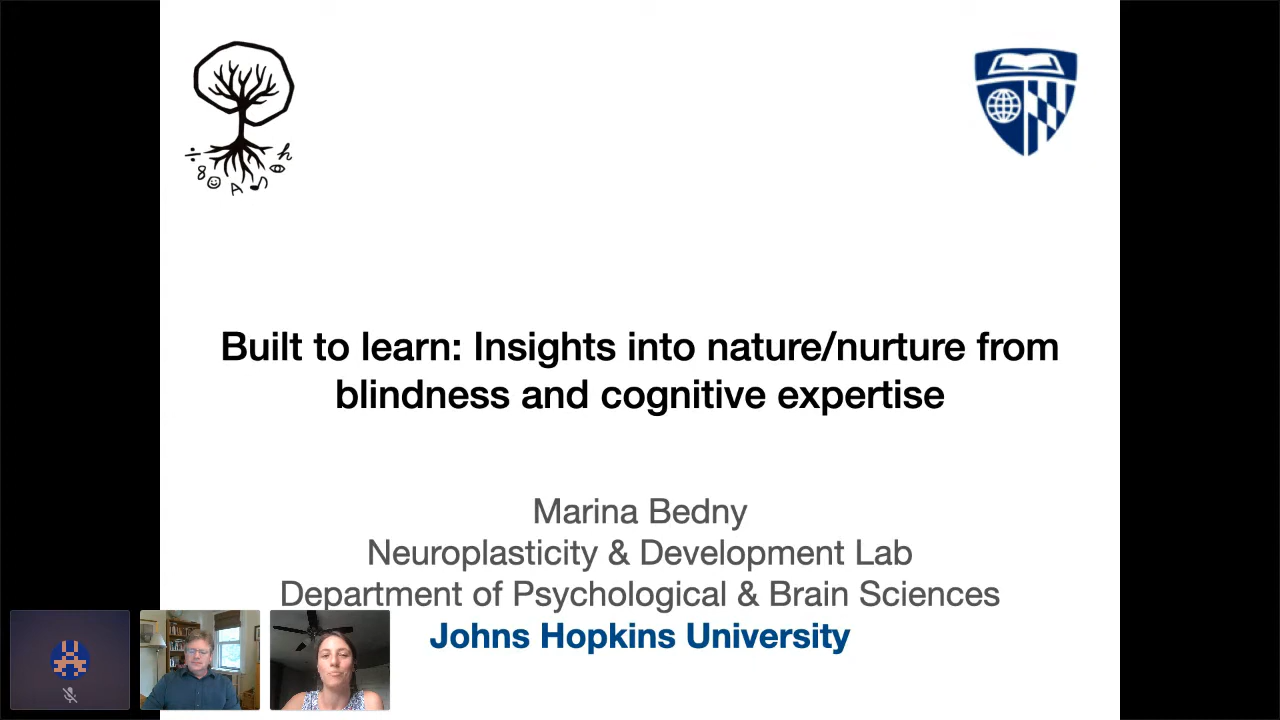 ÷ 8 A h
Built to learn: Insights into nature/nurture from
blindness and cognitive expertise
Marina Bedny
Neuroplasticity & Development Lab
Department of Psychological & Brain Sciences
Johns Hopkins University